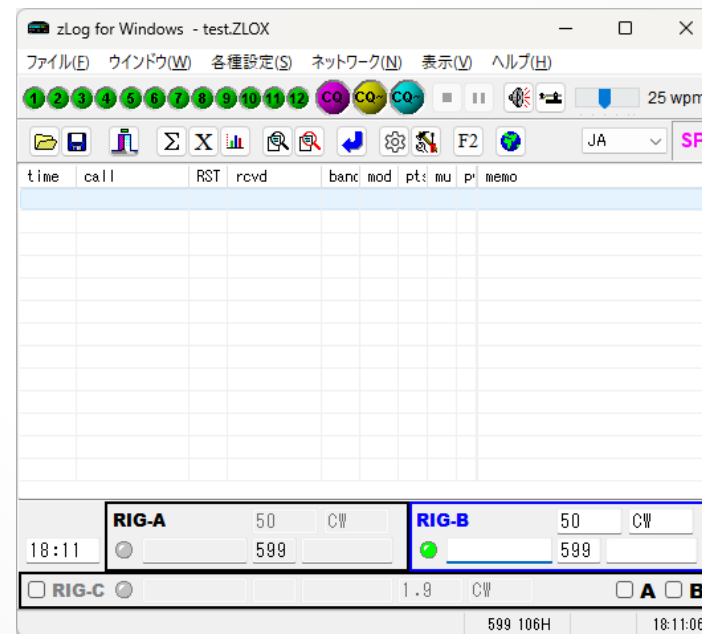 zLog for Windows - test.ZLOX
ファイル(F) ウインドウ(W) 各種設定(S) ネットワーク(N) 表示(V) ヘルプ(H)
1 2 3 4 5 6 7 8 9 10 11 12 CQ CQ~ CQ~ 25 wpm
Σ X F2 JA SP
time call RST rcvd band mod pts mu p memo
RIG-A 50 CW RIG-B 50 CW
18:11 599 599
RIG-C 1.9 CW A B
599 106H 18:11:06